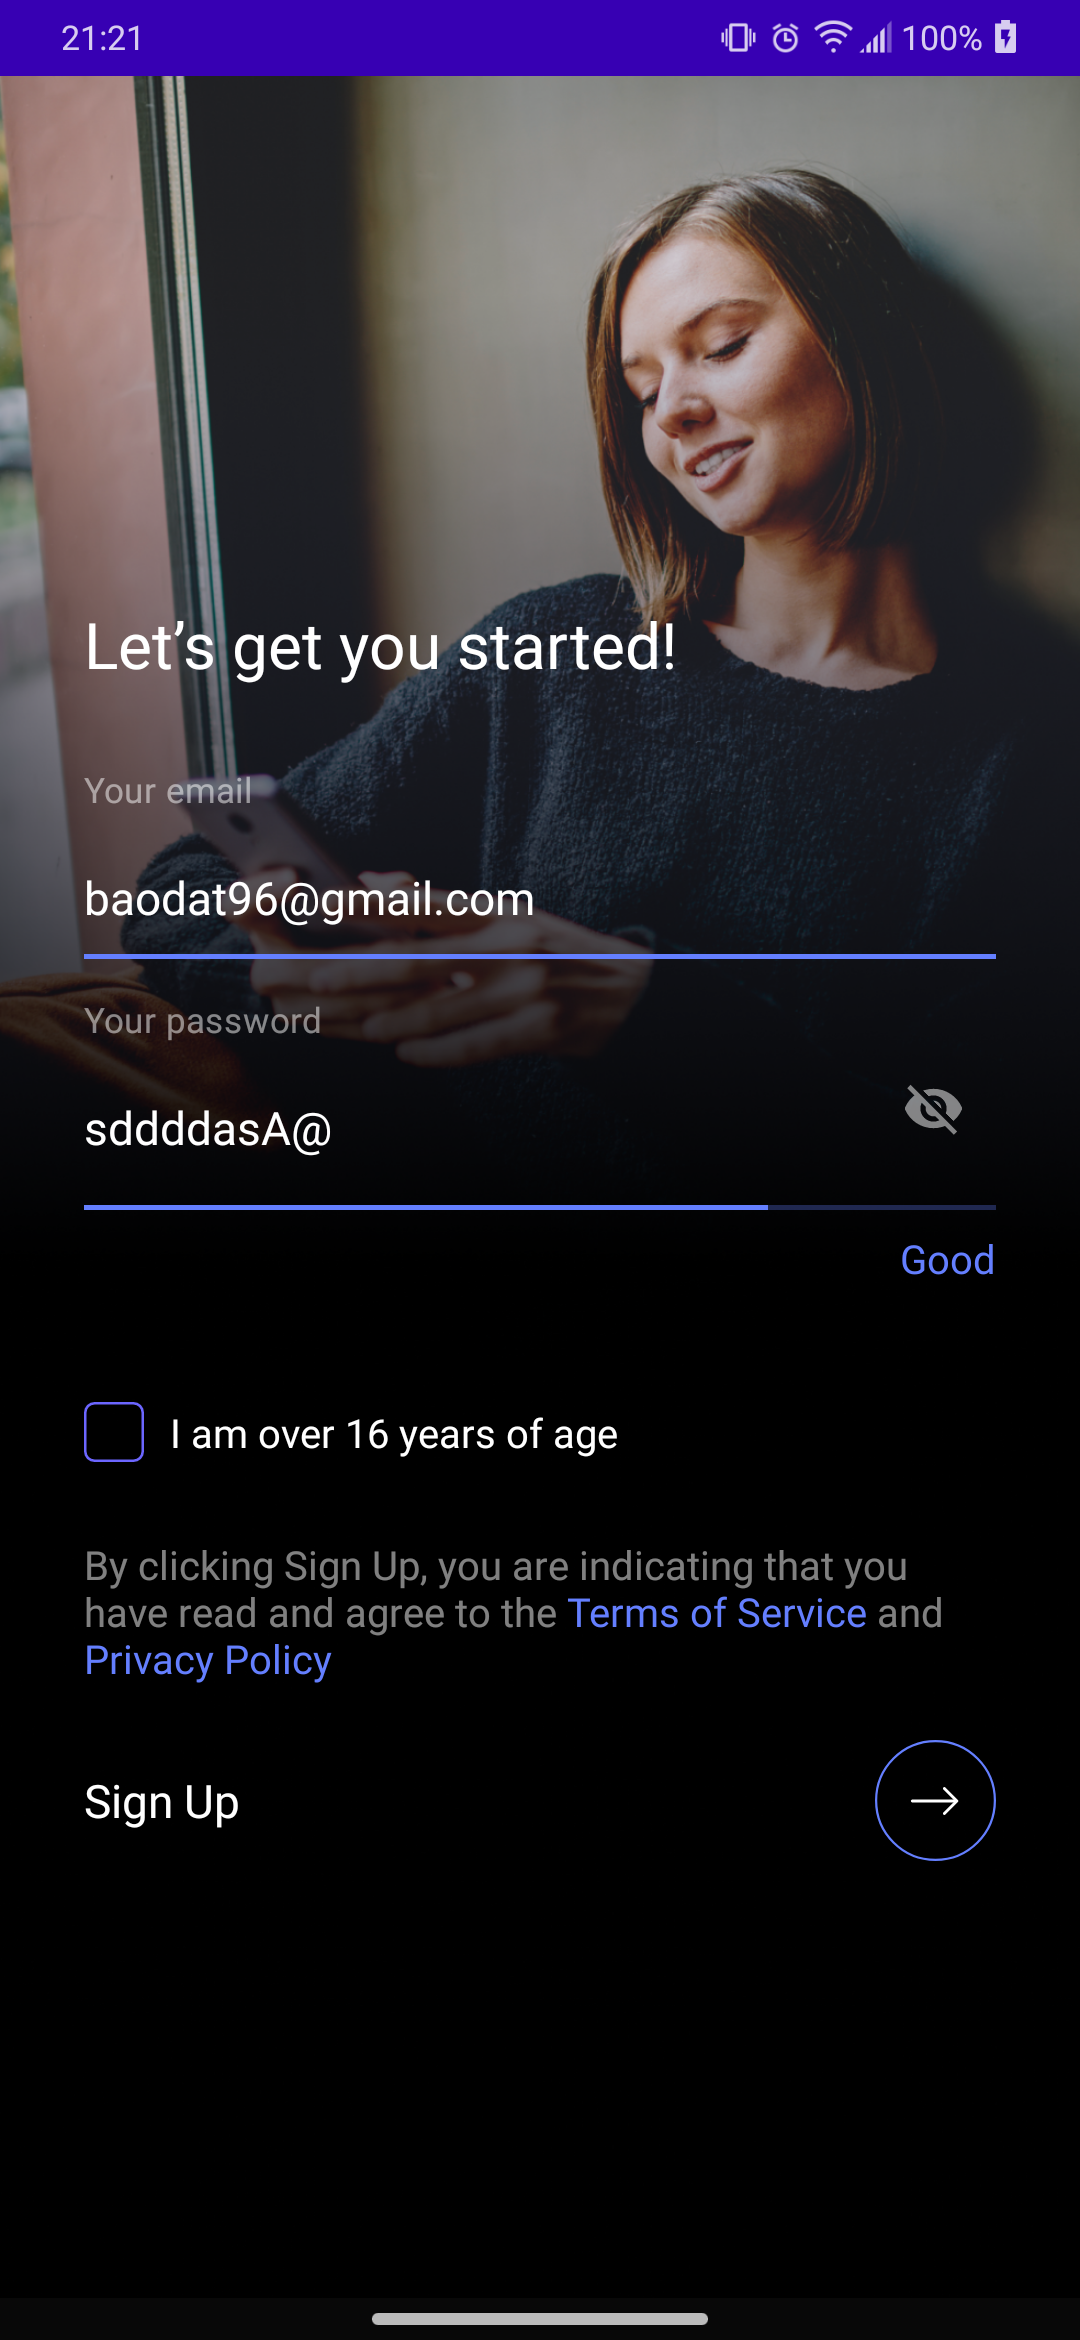 21:21 100%
Let’s get you started!
Your email
baodat96@gmail.com
Your password
sddddasA@
Good
I am over 16 years of age
By clicking Sign Up, you are indicating that you
have read and agree to the Terms of Service and
Privacy Policy
Sign Up